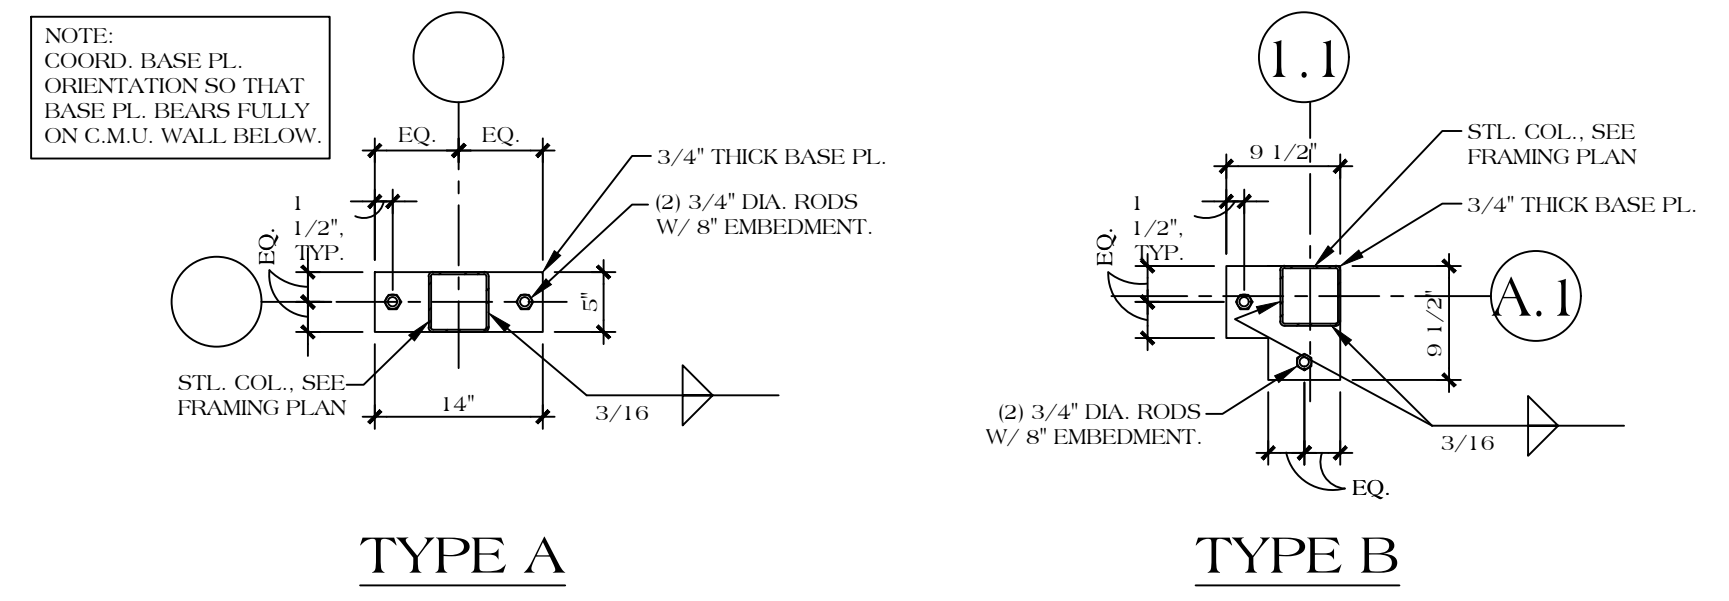 NOTE:
COORD. BASE PL.
ORIENTATION SO THAT
BASE PL. BEARS FULLY
ON C.M.U. WALL BELOW.
EQ.
EQ.
3/4" THICK BASE PL.
(2) 3/4" DIA. RODS
W/ 8" EMBEDMENT.
1
1/2",
TYP.
EQ.
5"
STL. COL., SEE
FRAMING PLAN
14"
3/16
TYPE A
1.1
9 1/2"
STL. COL., SEE
FRAMING PLAN
3/4" THICK BASE PL.
1
1/2",
TYP.
EQ.
A.1
9 1/2"
(2) 3/4" DIA. RODS
W/ 8" EMBEDMENT.
3/16
EQ.
TYPE B